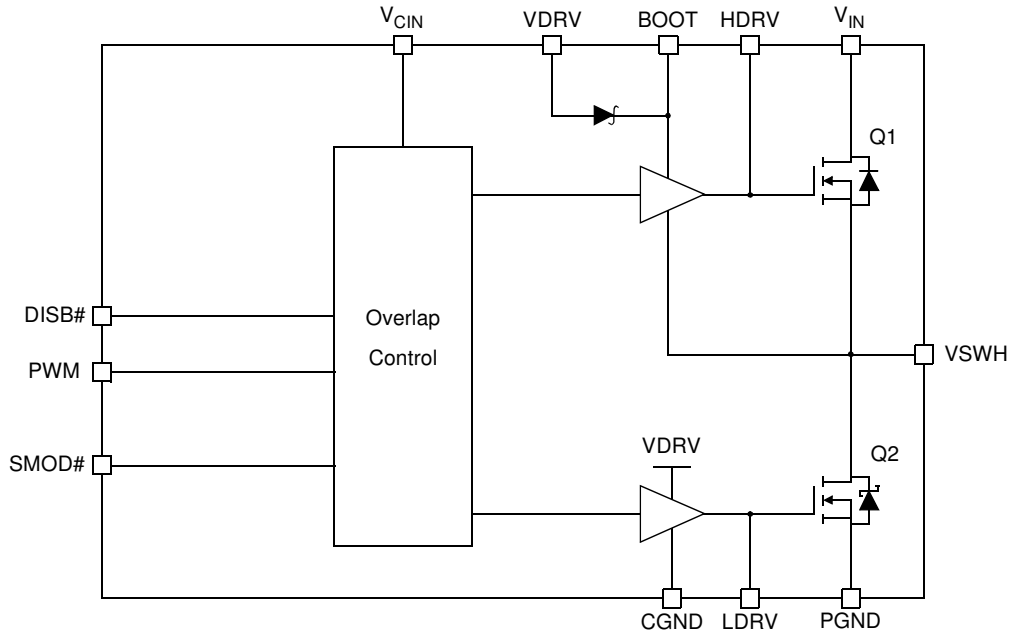 VCIN
VDRV
BOOT
HDRV
VIN
Q1
DISB#
Overlap
Control
PWM
VSWH
SMOD#
VDRV
Q2
CGND
LDRV
PGND